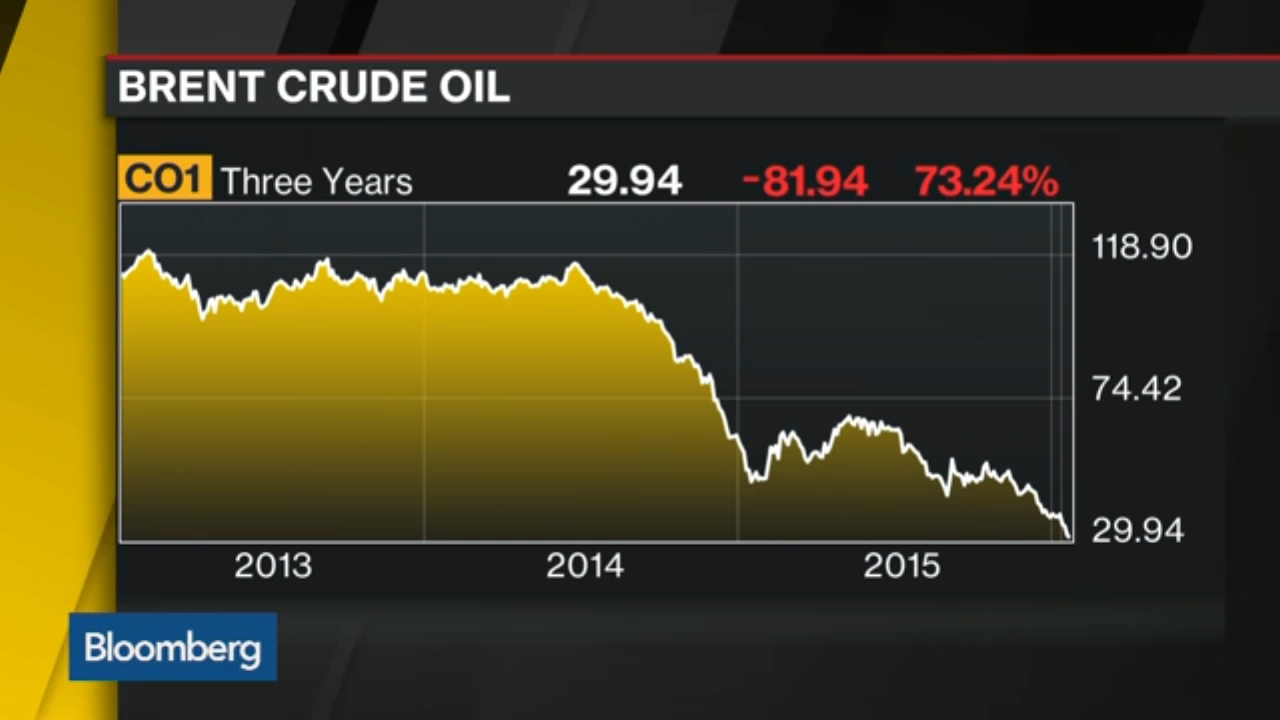 BRENT CRUDE OIL
CO1 Three Years 29.94 -81.94 73.24%
118.90
74.42
29.94
2013 2014 2015
Bloomberg